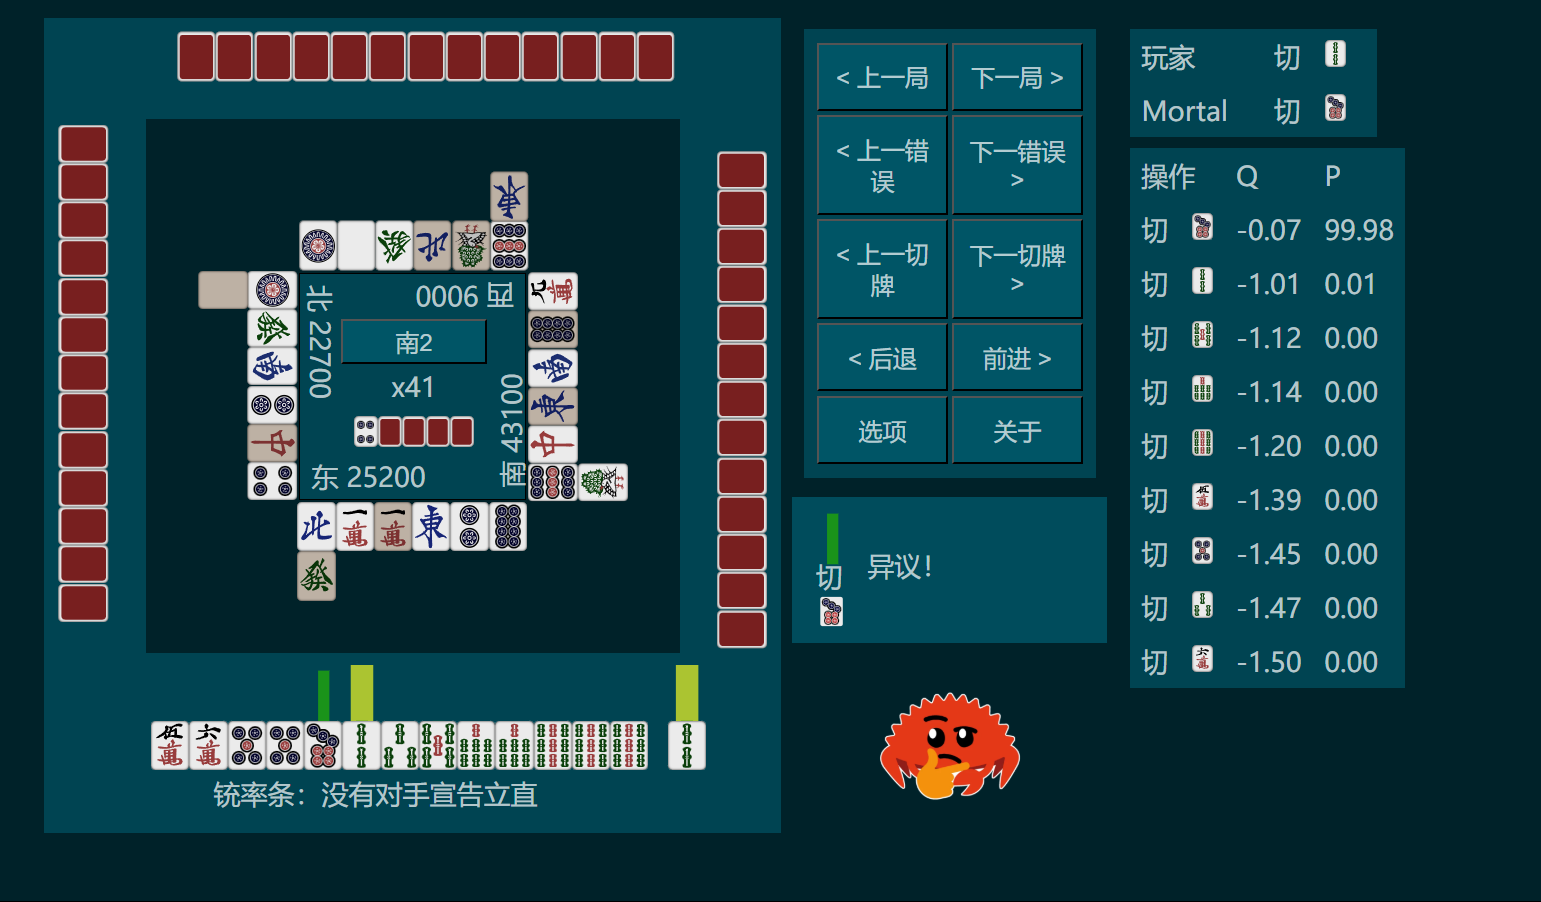 北 22700
西 9000
南2
x41
南 43100
东 25200
铳率条：没有对手宣告立直
< 上一局
下一局 >
< 上一错误
下一错误 >
< 上一切牌
下一切牌 >
< 后退
前进 >
选项
关于
切
异议！
玩家 切
Mortal 切
操作 Q P
切 -0.07 99.98
切 -1.01 0.01
切 -1.12 0.00
切 -1.14 0.00
切 -1.20 0.00
切 -1.39 0.00
切 -1.45 0.00
切 -1.47 0.00
切 -1.50 0.00